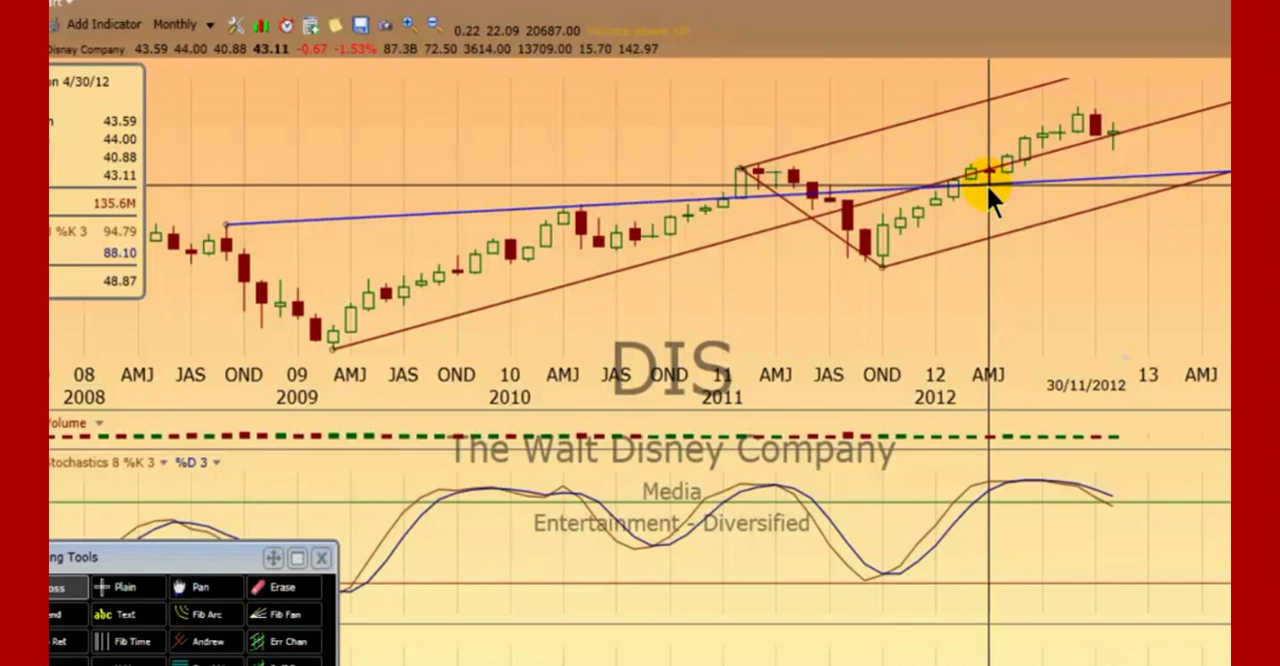 Add Indicator Monthly 0.22 22.09 20687.00
Disney Company 43.59 44.00 40.88 43.11 -0.67 -1.53% 87.3B 72.50 3614.00 13709.00 15.70 142.97
on 4/30/12
43.59
44.00
40.88
43.11
135.6M
%K 3 94.79
88.10
48.87
DIS
08 AMJ JAS OND 09 AMJ JAS OND 10 AMJ JAS OND 11 AMJ JAS OND 12 AMJ 30/11/2012 13 AMJ
2008 2009 2010 2011 2012
olume
The Walt Disney Company
Stochastics 8 %K 3 %D 3
Media
Entertainment - Diversified
ng Tools
oss Plain Pan Erase
nd abc Text Fib Arc Fib Fan
Ret Fib Time Andrew Err Chan